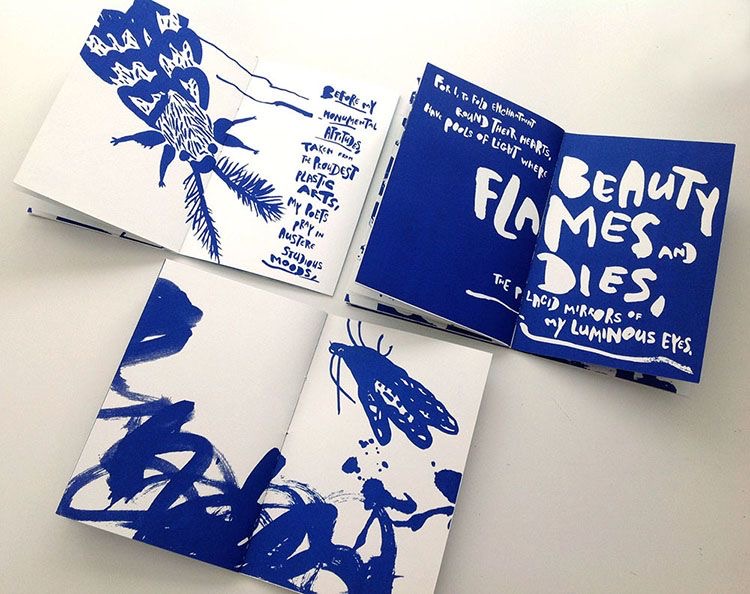 BEFORE MY
MONUMENTAL
ATTITUDES,
TAKEN FROM
THE PROUDEST
PLASTIC
ARTS,
MY POETS
PRAY IN
AUSTERE
STUDIOUS
MOODS,
FOR I, TO FOLD ENCHANTMENT
ROUND THEIR HEARTS,
HAVE POOLS OF LIGHT WHERE
BEAUTY
FLAMES AND
DIES,
THE PLACID MIRRORS OF
MY LUMINOUS EYES.